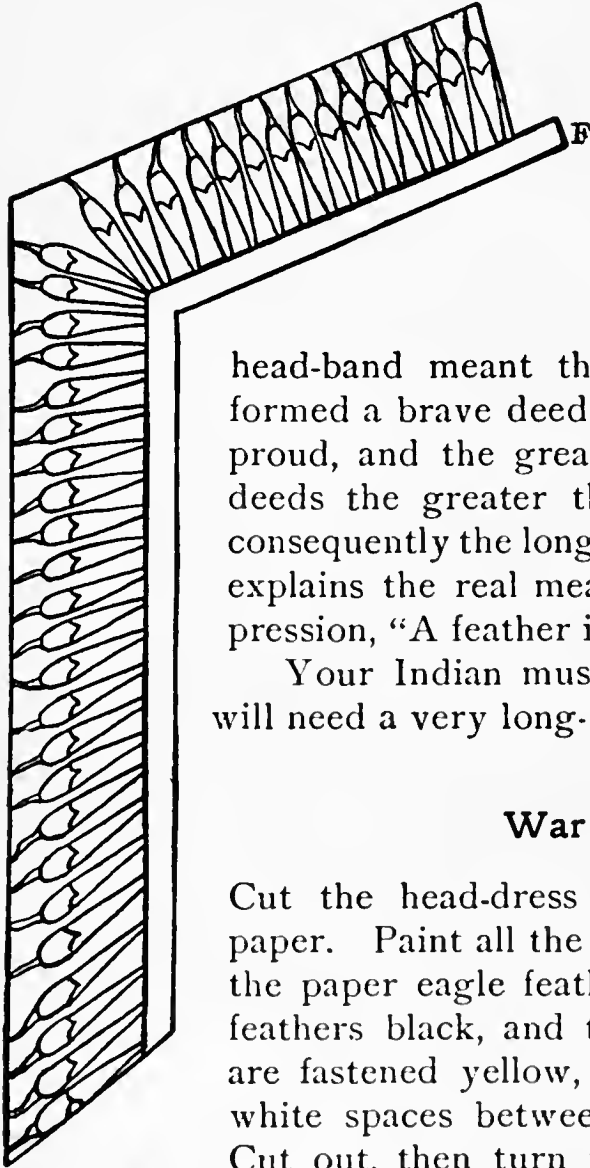 F
head-band meant th
formed a brave deed
proud, and the grea
deeds the greater th
consequently the long
explains the real mea
pression, “A feather i
Your Indian mus
will need a very long-
War
Cut the head-dress
paper. Paint all the
the paper eagle feath
feathers black, and t
are fastened yellow,
white spaces betwee
Cut out, then turn